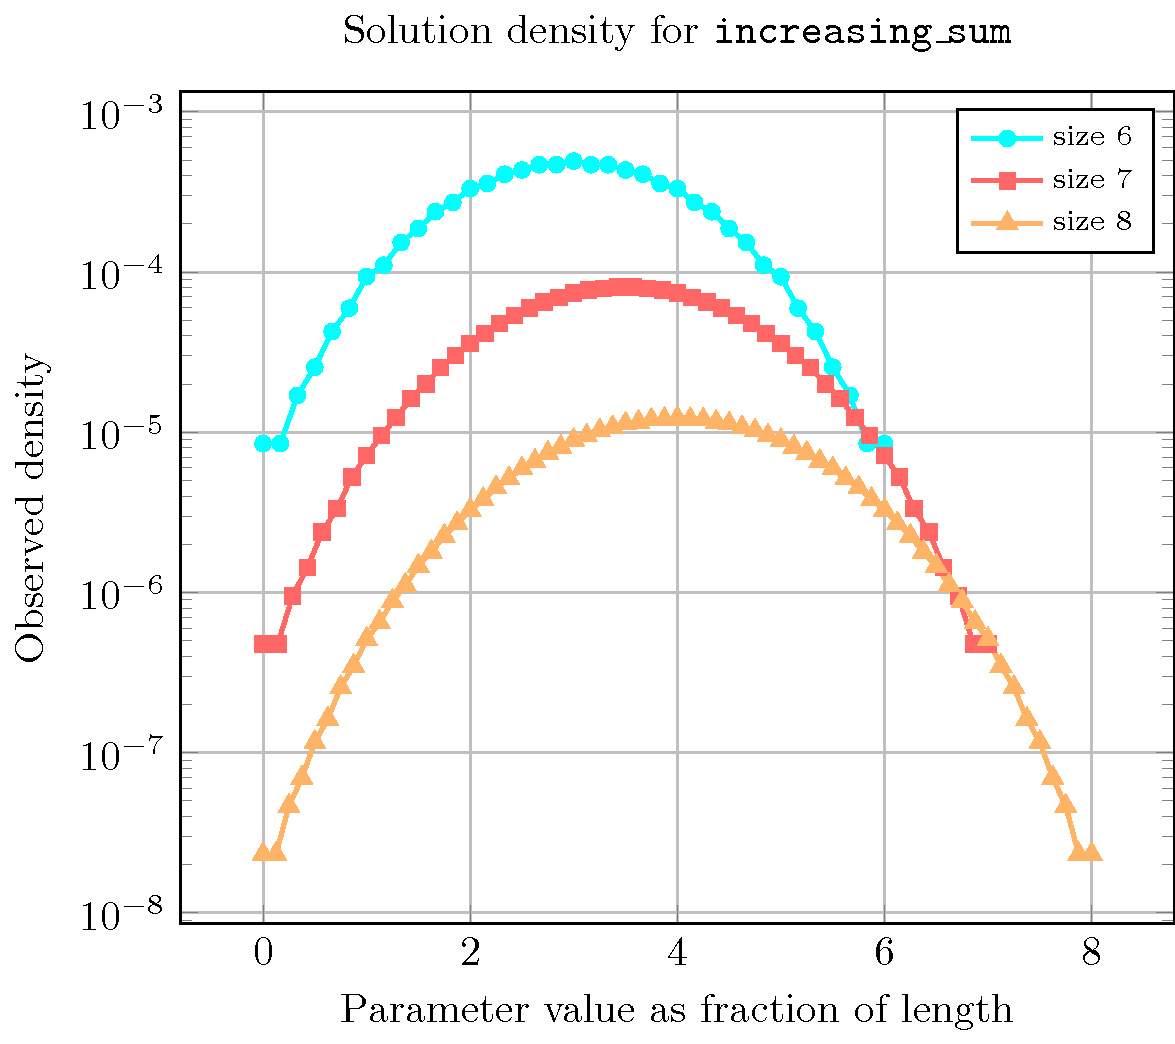 Solution density for increasing_sum
10⁻³
10⁻⁴
10⁻⁵
10⁻⁶
10⁻⁷
10⁻⁸
Observed density
size 6
size 7
size 8
0 2 4 6 8
Parameter value as fraction of length